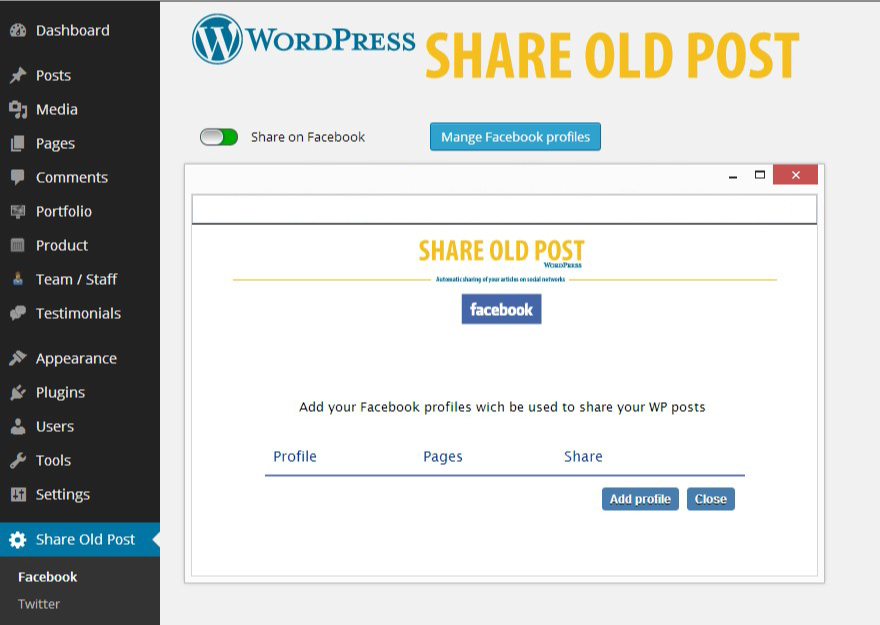 Dashboard
Posts
Media
Pages
Comments
Portfolio
Product
Team / Staff
Testimonials
Appearance
Plugins
Users
Tools
Settings
Share Old Post
Facebook
Twitter
WORDPRESS SHARE OLD POST
Share on Facebook Mange Facebook profiles
SHARE OLD POST
WORDPRESS
Automatic sharing of your articles on social networks
facebook
Add your Facebook profiles wich be used to share your WP posts
Profile Pages Share
Add profile Close